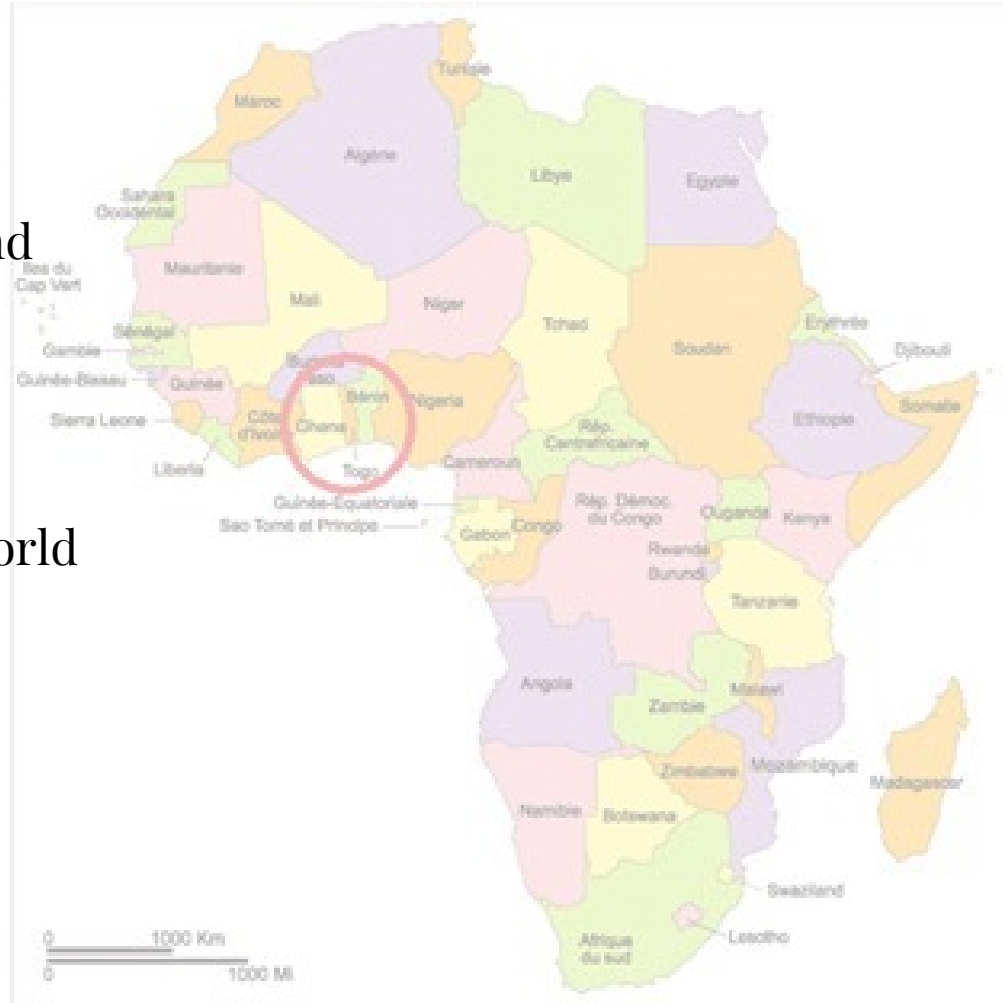 Tunisie
Maroc
Algérie
Libye
Egypte
Sahara
Occidental
nd
Iles du
Cap Vert
Mauritanie
Mali
Niger
Tchad
Soudan
Erythrée
Djibouti
Sénégal
Gambie
Guinée-Bissau
Guinée
Sierra Leone
Liberia
Côte
d'Ivoire
Ghana
Togo
Bénin
Nigeria
Ethiopie
Somalie
Rép.
Centrafricaine
Cameroun
Guinée-Equatoriale
Sao Tomé et Principe
orld
Gabon
Congo
Rép. Démoc.
du Congo
Ouganda
Kenya
Rwanda
Burundi
Tanzanie
Angola
Zambie
Malawi
Mozambique
Zimbabwe
Madagascar
Namibie
Botswana
Swaziland
Lesotho
Afrique
du sud
0 1000 Km
0 1000 Mi